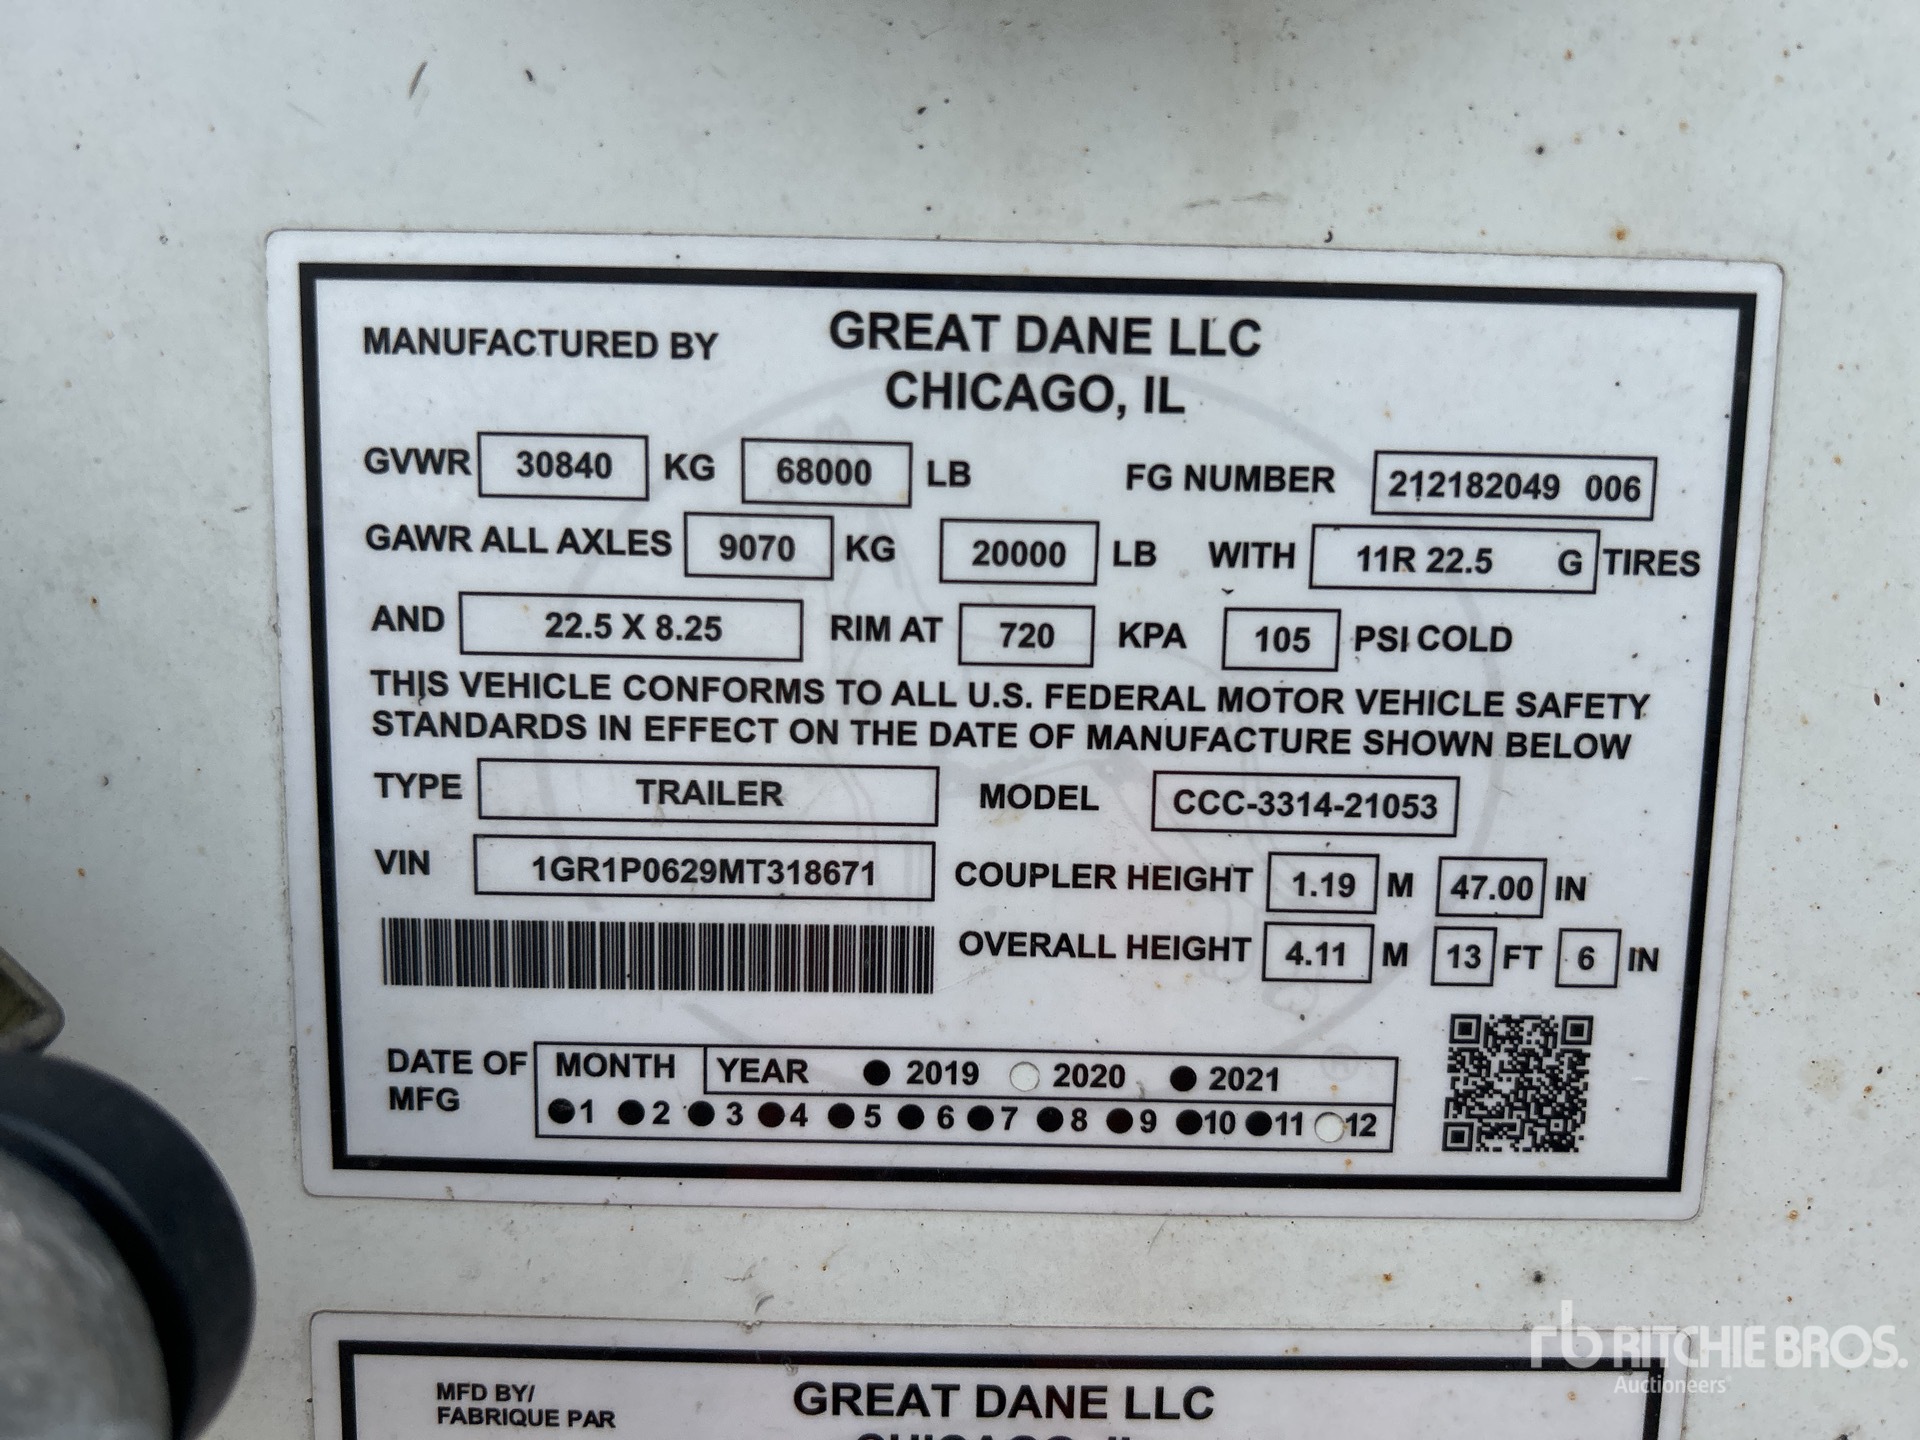 MANUFACTURED BY GREAT DANE LLC
CHICAGO, IL
GVWR 30840 KG 68000 LB FG NUMBER 212182049 006
GAWR ALL AXLES 9070 KG 20000 LB WITH 11R 22.5 G TIRES
AND 22.5 X 8.25 RIM AT 720 KPA 105 PSI COLD
THIS VEHICLE CONFORMS TO ALL U.S. FEDERAL MOTOR VEHICLE SAFETY
STANDARDS IN EFFECT ON THE DATE OF MANUFACTURE SHOWN BELOW
TYPE TRAILER MODEL CCC-3314-21053
VIN 1GR1P0629MT318671 COUPLER HEIGHT 1.19 M 47.00 IN
OVERALL HEIGHT 4.11 M 13 FT 6 IN
DATE OF MFG MONTH YEAR 2019 2020 2021
1 2 3 4 5 6 7 8 9 10 11 12
MFD BY/
FABRIQUE PAR
GREAT DANE LLC
rb RITCHIE BROS.
Auctioneers